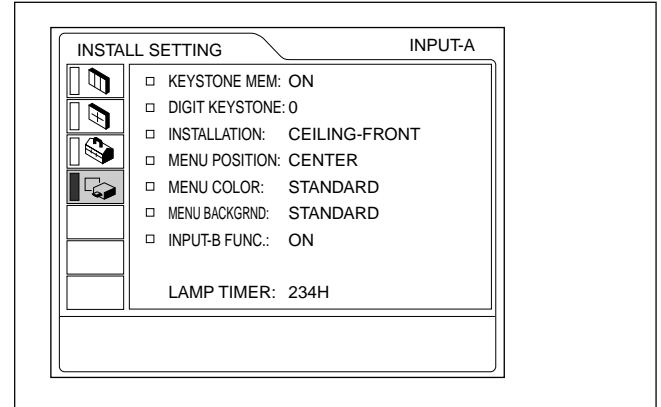 INSTALL SETTING INPUT-A
KEYSTONE MEM: ON
DIGIT KEYSTONE: 0
INSTALLATION: CEILING-FRONT
MENU POSITION: CENTER
MENU COLOR: STANDARD
MENU BACKGRND: STANDARD
INPUT-B FUNC.: ON
LAMP TIMER: 234H